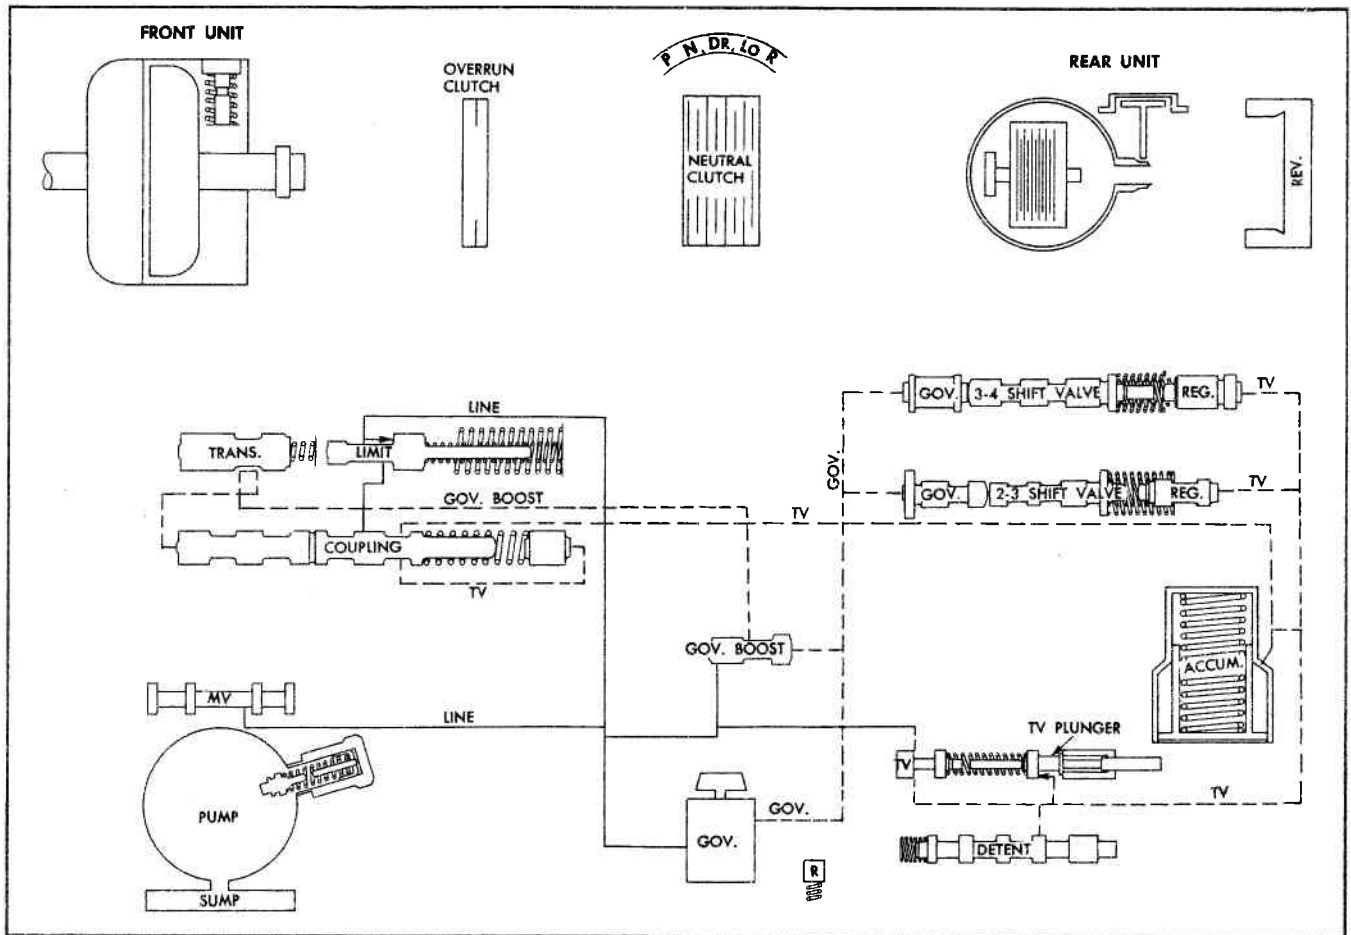 FRONT UNIT
OVERRUN
CLUTCH
P N, DR, LO R
REAR UNIT
NEUTRAL
CLUTCH
REV.
LINE
TRANS.
LIMIT
GOV. BOOST
COUPLING
TV
TV
GOV.
GOV. 3-4 SHIFT VALVE REG.
TV
GOV. 2-3 SHIFT VALVE REG.
TV
GOV. BOOST
ACCUM.
MV
LINE
TV PLUNGER
TV
TV
PUMP
GOV.
GOV.
DETENT
R
SUMP